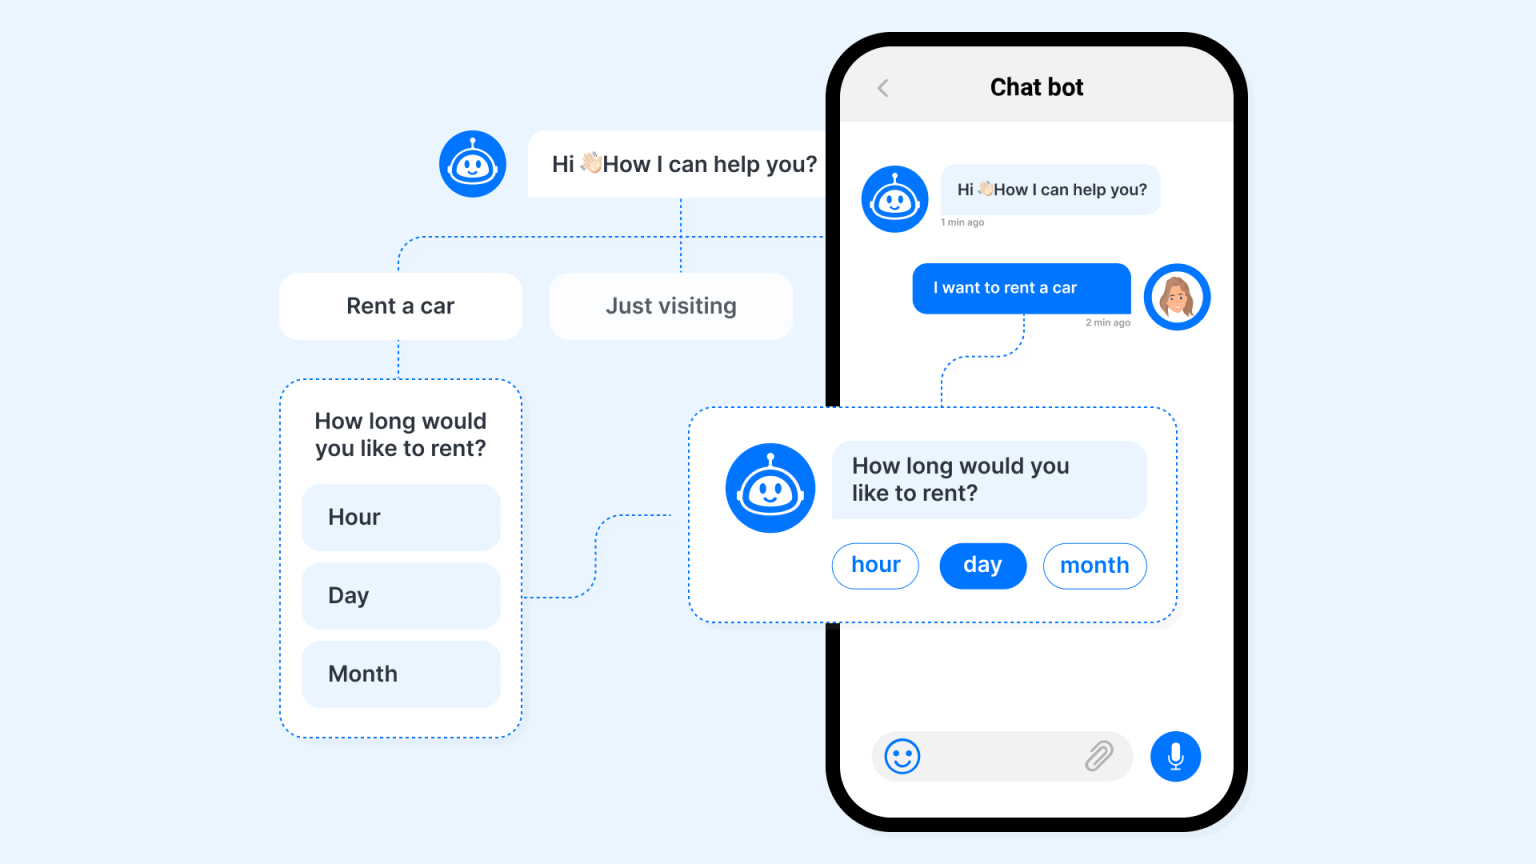 Chat bot
Hi 👋🏻How I can help you?
Hi 👋🏻How I can help you?
1 min ago
I want to rent a car
2 min ago
Rent a car
Just visiting
How long would
you like to rent?
Hour
Day
Month
How long would you
like to rent?
hour
day
month